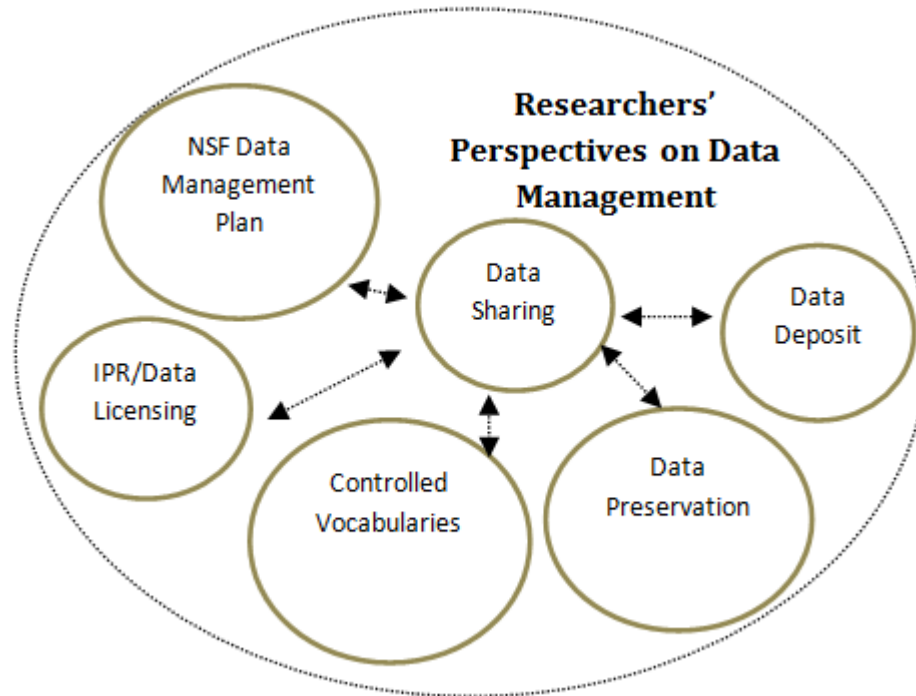 Researchers’
Perspectives on Data
Management
NSF Data
Management
Plan
Data
Sharing
Data
Deposit
IPR/Data
Licensing
Controlled
Vocabularies
Data
Preservation